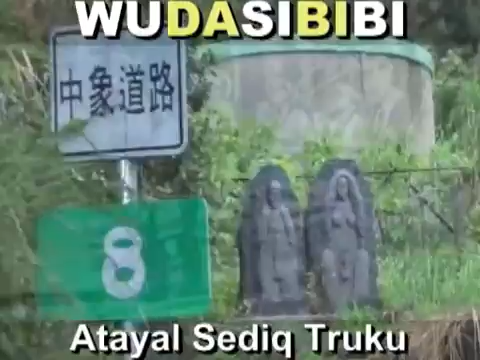 WUDASIBIBI
中象道路
8
Atayal Sediq Truku